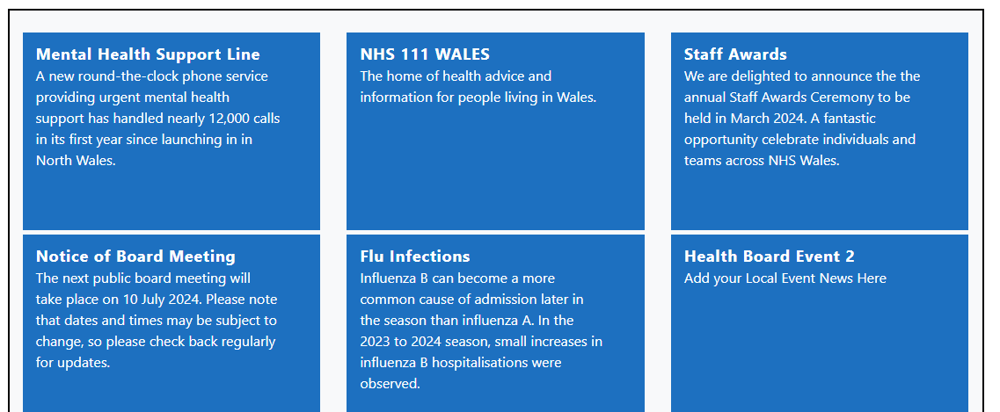 Mental Health Support Line
A new round-the-clock phone service
providing urgent mental health
support has handled nearly 12,000 calls
in its first year since launching in in
North Wales.
NHS 111 WALES
The home of health advice and
information for people living in Wales.
Staff Awards
We are delighted to announce the the
annual Staff Awards Ceremony to be
held in March 2024. A fantastic
opportunity celebrate individuals and
teams across NHS Wales.
Notice of Board Meeting
The next public board meeting will
take place on 10 July 2024. Please note
that dates and times may be subject to
change, so please check back regularly
for updates.
Flu Infections
Influenza B can become a more
common cause of admission later in
the season than influenza A. In the
2023 to 2024 season, small increases in
influenza B hospitalisations were
observed.
Health Board Event 2
Add your Local Event News Here